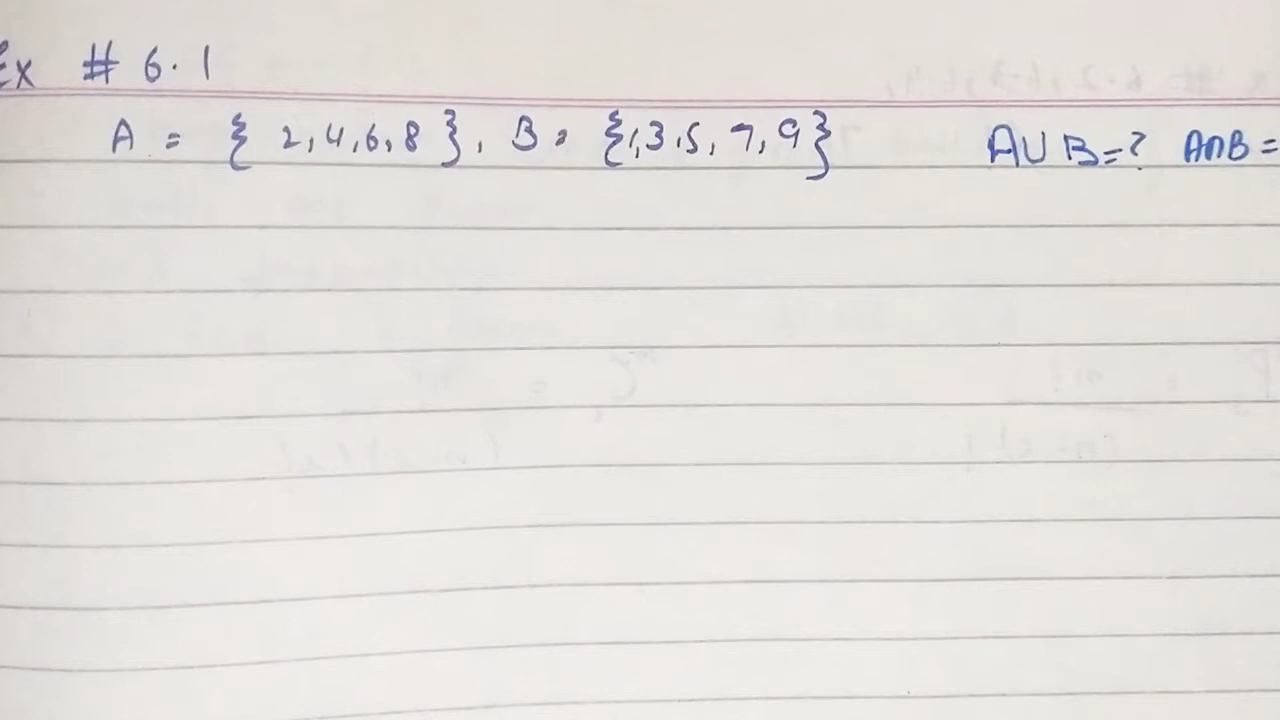 Ex # 6.1
A = { 2,4,6,8 }, B = {1,3,5,7,9} A∪B=? A∩B=